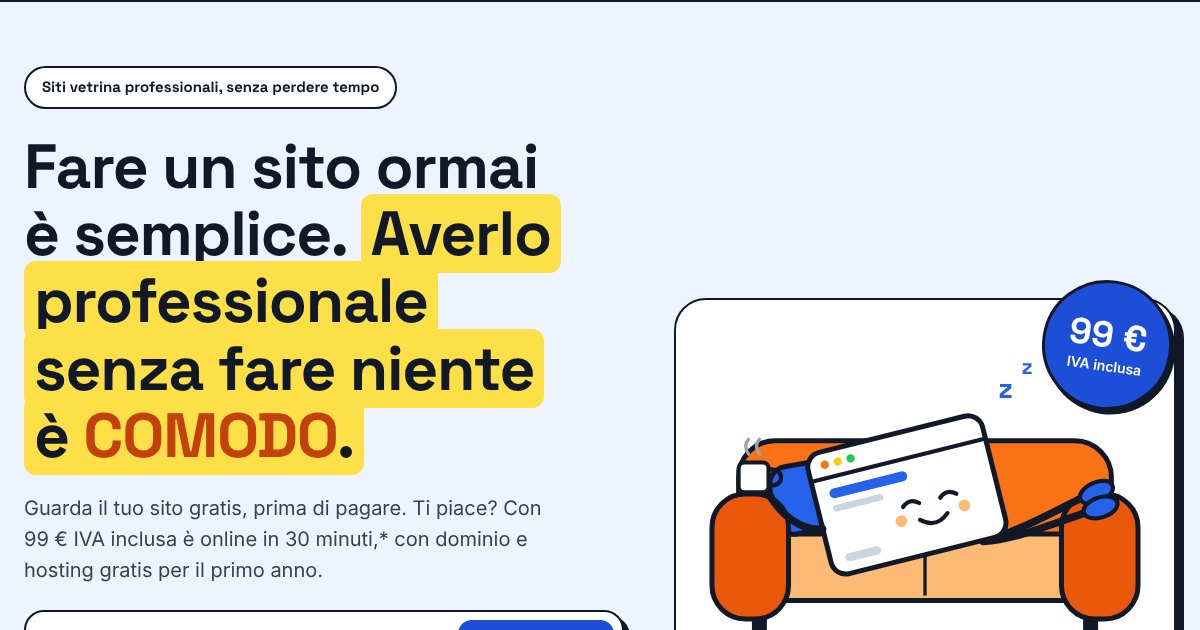 Siti vetrina professionali, senza perdere tempo
Fare un sito ormai
è semplice. Averlo
professionale
senza fare niente
è COMODO.
Guarda il tuo sito gratis, prima di pagare. Ti piace? Con
99 € IVA inclusa è online in 30 minuti,* con dominio e
hosting gratis per il primo anno.
99 €
IVA inclusa
z
z